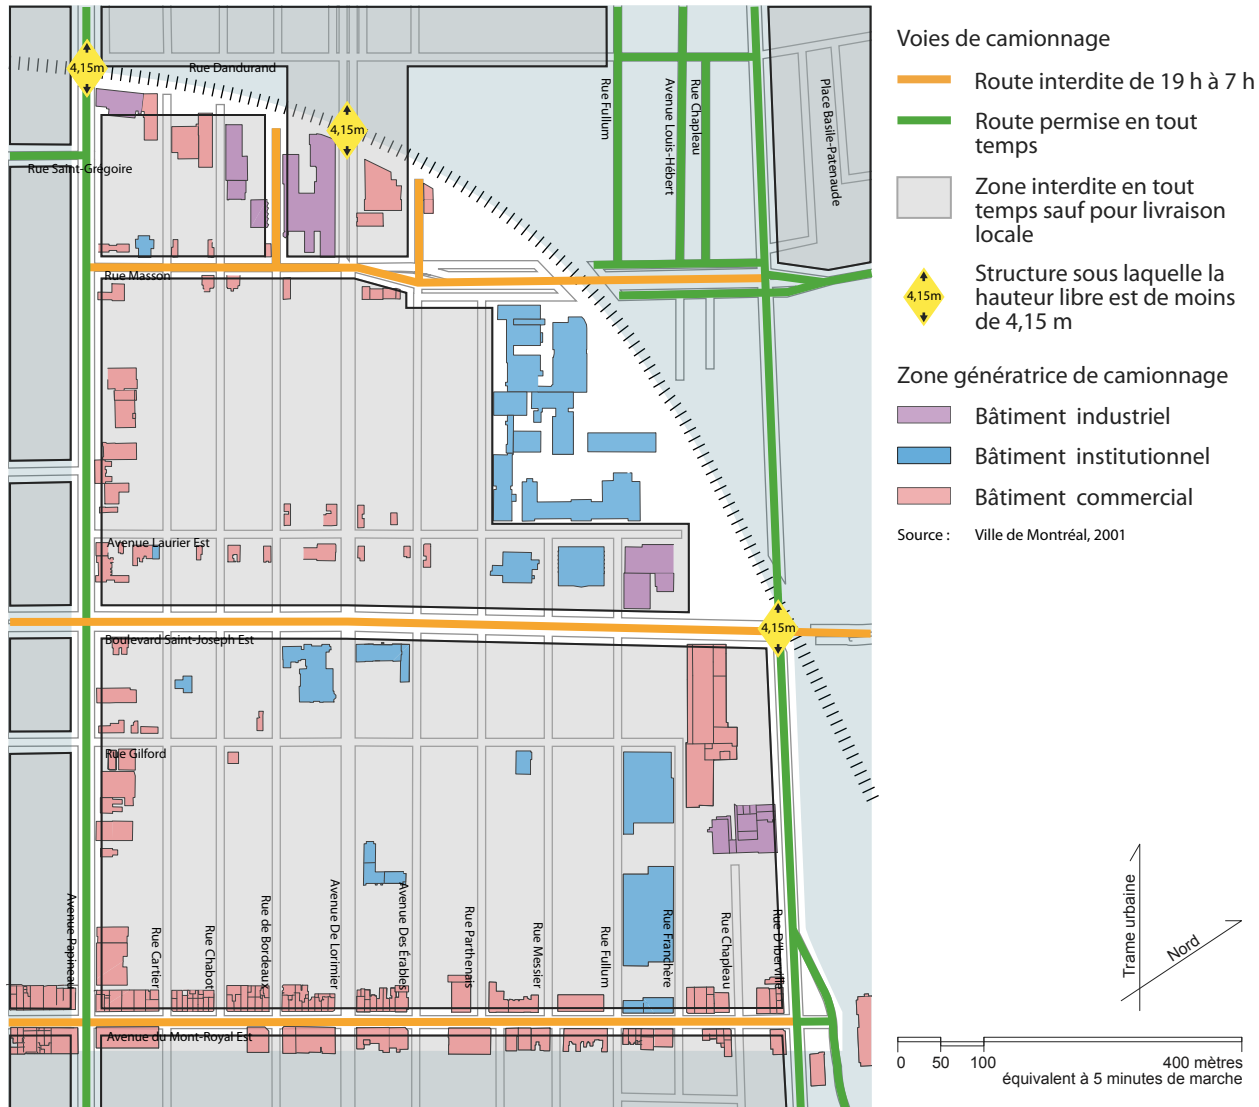 4,15m
Rue Dandurand
4,15m
Rue Saint-Grégoire
Rue Fullum
Avenue Louis-Hébert
Rue Chapleau
Place Basile-Patenaude
Rue Masson
Avenue Laurier Est
4,15m
Boulevard Saint-Joseph Est
Rue Gilford
Avenue Papineau
Rue Cartier
Rue Chabot
Rue de Bordeaux
Avenue De Lorimier
Avenue Des Érables
Rue Parthenais
Rue Messier
Rue Fullum
Rue Franchère
Rue Chapleau
Rue D'Iberville
Avenue du Mont-Royal Est
Voies de camionnage
Route interdite de 19 h à 7 h
Route permise en tout
temps
Zone interdite en tout
temps sauf pour livraison
locale
4,15m
Structure sous laquelle la
hauteur libre est de moins
de 4,15 m
Zone génératrice de camionnage
Bâtiment industriel
Bâtiment institutionnel
Bâtiment commercial
Source : Ville de Montréal, 2001
Trame urbaine
Nord
0 50 100 400 mètres
équivalent à 5 minutes de marche